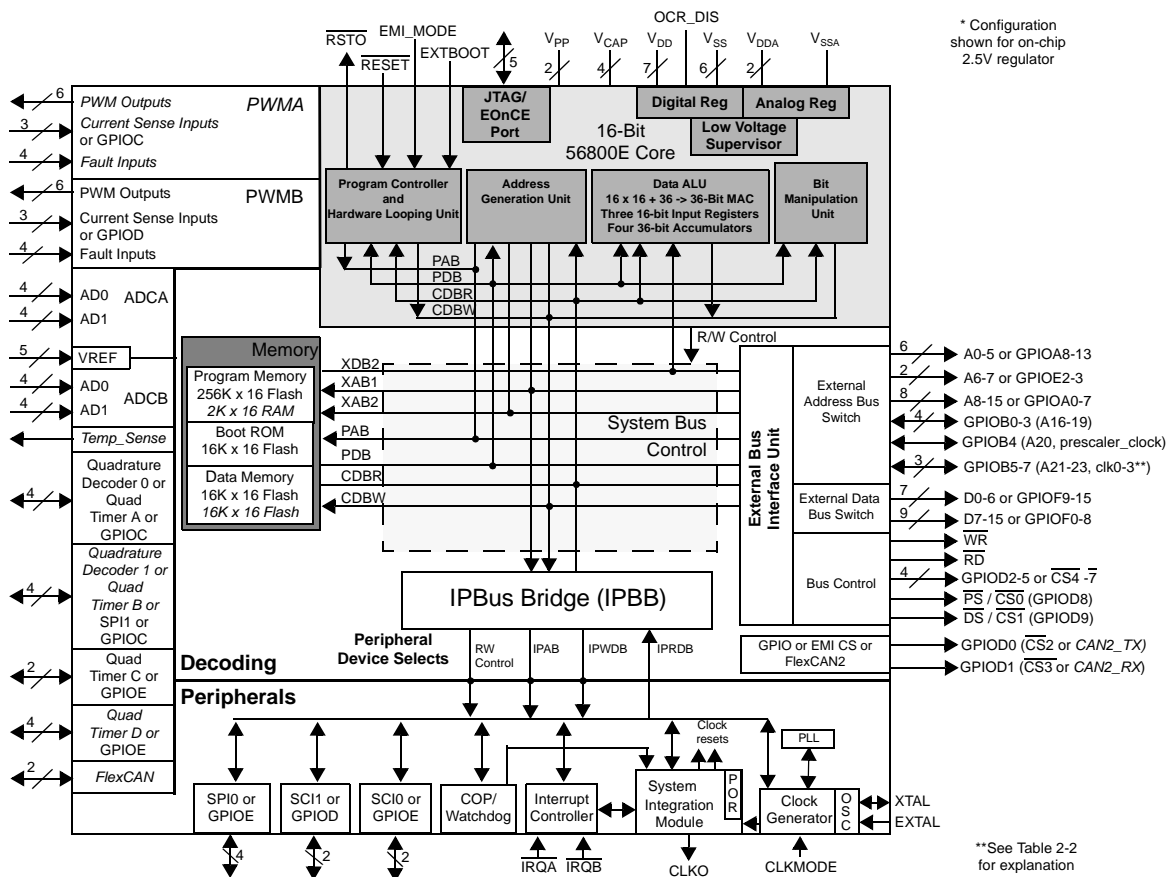 OCR_DIS
* Configuration
shown for on-chip
2.5V regulator
RSTO
EMI_MODE
RESET
EXTBOOT
5
VPP
2
VCAP
4
VDD
7
VSS
6
VDDA
2
VSSA
6
PWM Outputs
PWMA
3
Current Sense Inputs
or GPIOC
4
Fault Inputs
6
PWM Outputs
PWMB
3
Current Sense Inputs
or GPIOD
4
Fault Inputs
JTAG/
EOnCE
Port
Digital Reg
Analog Reg
Low Voltage
Supervisor
16-Bit
56800E Core
Program Controller
and
Hardware Looping Unit
Address
Generation Unit
Data ALU
16 x 16 + 36 -> 36-Bit MAC
Three 16-bit Input Registers
Four 36-bit Accumulators
Bit
Manipulation
Unit
PAB
PDB
CDBR
CDBW
R/W Control
4
AD0
ADCA
4
AD1
5
VREF
4
AD0
ADCB
4
AD1
Temp_Sense
4
Quadrature
Decoder 0 or
Quad
Timer A or
GPIOC
4
Quadrature
Decoder 1 or
Quad
Timer B or
SPI1 or
GPIOC
2
Quad
Timer C or
GPIOE
4
Quad
Timer D or
GPIOE
2
FlexCAN
Memory
Program Memory
256K x 16 Flash
2K x 16 RAM
Boot ROM
16K x 16 Flash
Data Memory
16K x 16 Flash
16K x 16 Flash
XDB2
XAB1
XAB2
PAB
PDB
CDBR
CDBW
System Bus
Control
External Bus
Interface Unit
External
Address Bus
Switch
External Data
Bus Switch
Bus Control
6
A0-5 or GPIOA8-13
2
A6-7 or GPIOE2-3
8
A8-15 or GPIOA0-7
4
GPIOB0-3 (A16-19)
GPIOB4 (A20, prescaler_clock)
3
GPIOB5-7 (A21-23, clk0-3**)
7
D0-6 or GPIOF9-15
9
D7-15 or GPIOF0-8
WR
RD
4
GPIOD2-5 or CS4 -7
PS / CS0 (GPIOD8)
DS / CS1 (GPIOD9)
GPIO or EMI CS or
FlexCAN2
GPIOD0 (CS2 or CAN2_TX)
GPIOD1 (CS3 or CAN2_RX)
IPBus Bridge (IPBB)
Peripheral
Device Selects
RW
Control
IPAB
IPWDB
IPRDB
Decoding
Peripherals
Clock
resets
PLL
SPI0 or
GPIOE
SCI1 or
GPIOD
SCI0 or
GPIOE
COP/
Watchdog
Interrupt
Controller
System
Integration
Module
POR
Clock
Generator
OSC
XTAL
EXTAL
4
2
2
IRQA
IRQB
CLKO
CLKMODE
**See Table 2-2
for explanation